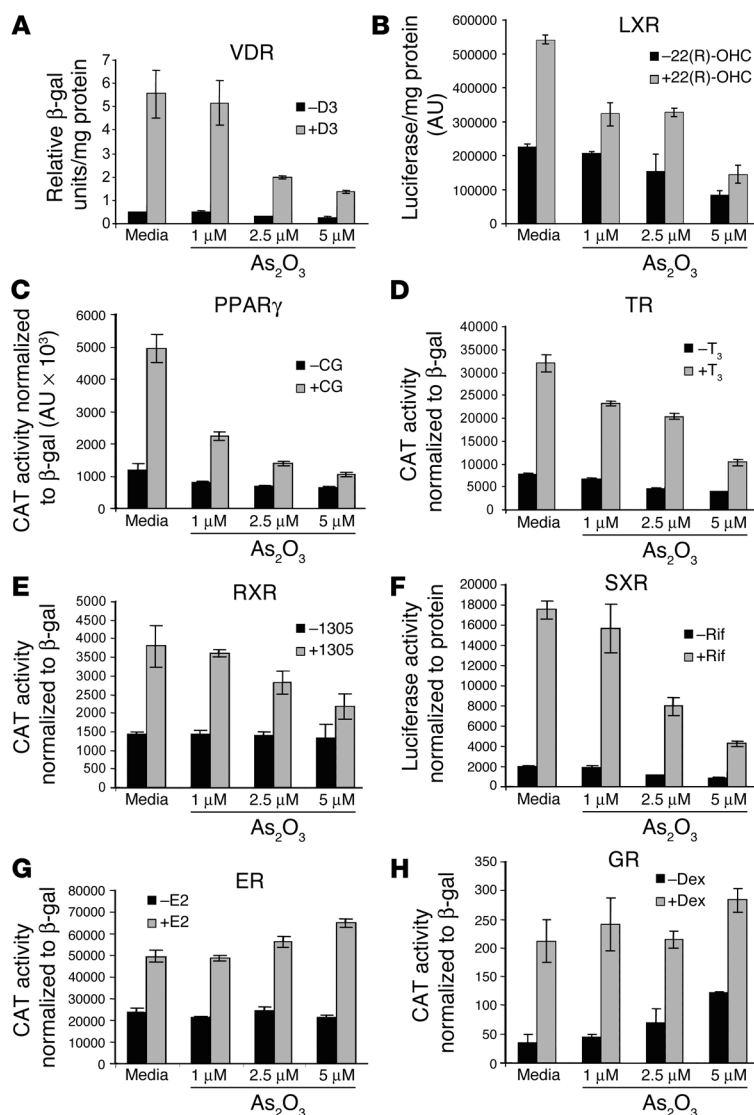 A
VDR
Relative β-gal
units/mg protein
7
6
5
4
3
2
1
0
–D3
+D3
Media
1 μM
2.5 μM
5 μM
As2O3
B
LXR
Luciferase/mg protein
(AU)
600000
500000
400000
300000
200000
100000
0
–22(R)-OHC
+22(R)-OHC
Media
1 μM
2.5 μM
5 μM
As2O3
C
PPARγ
CAT activity normalized
to β-gal (AU × 10³)
6000
5000
4000
3000
2000
1000
0
–CG
+CG
Media
1 μM
2.5 μM
5 μM
As2O3
D
TR
CAT activity
normalized to β-gal
40000
35000
30000
25000
20000
15000
10000
5000
0
–T3
+T3
Media
1 μM
2.5 μM
5 μM
As2O3
E
RXR
CAT activity
normalized to β-gal
5000
4500
4000
3500
3000
2500
2000
1500
1000
500
0
–1305
+1305
Media
1 μM
2.5 μM
5 μM
As2O3
F
SXR
Luciferase activity
normalized to protein
20000
18000
16000
14000
12000
10000
8000
6000
4000
2000
0
–Rif
+Rif
Media
1 μM
2.5 μM
5 μM
As2O3
G
ER
CAT activity
normalized to β-gal
80000
70000
60000
50000
40000
30000
20000
10000
0
–E2
+E2
Media
1 μM
2.5 μM
5 μM
As2O3
H
GR
CAT activity
normalized to β-gal
350
300
250
200
150
100
50
0
–Dex
+Dex
Media
1 μM
2.5 μM
5 μM
As2O3